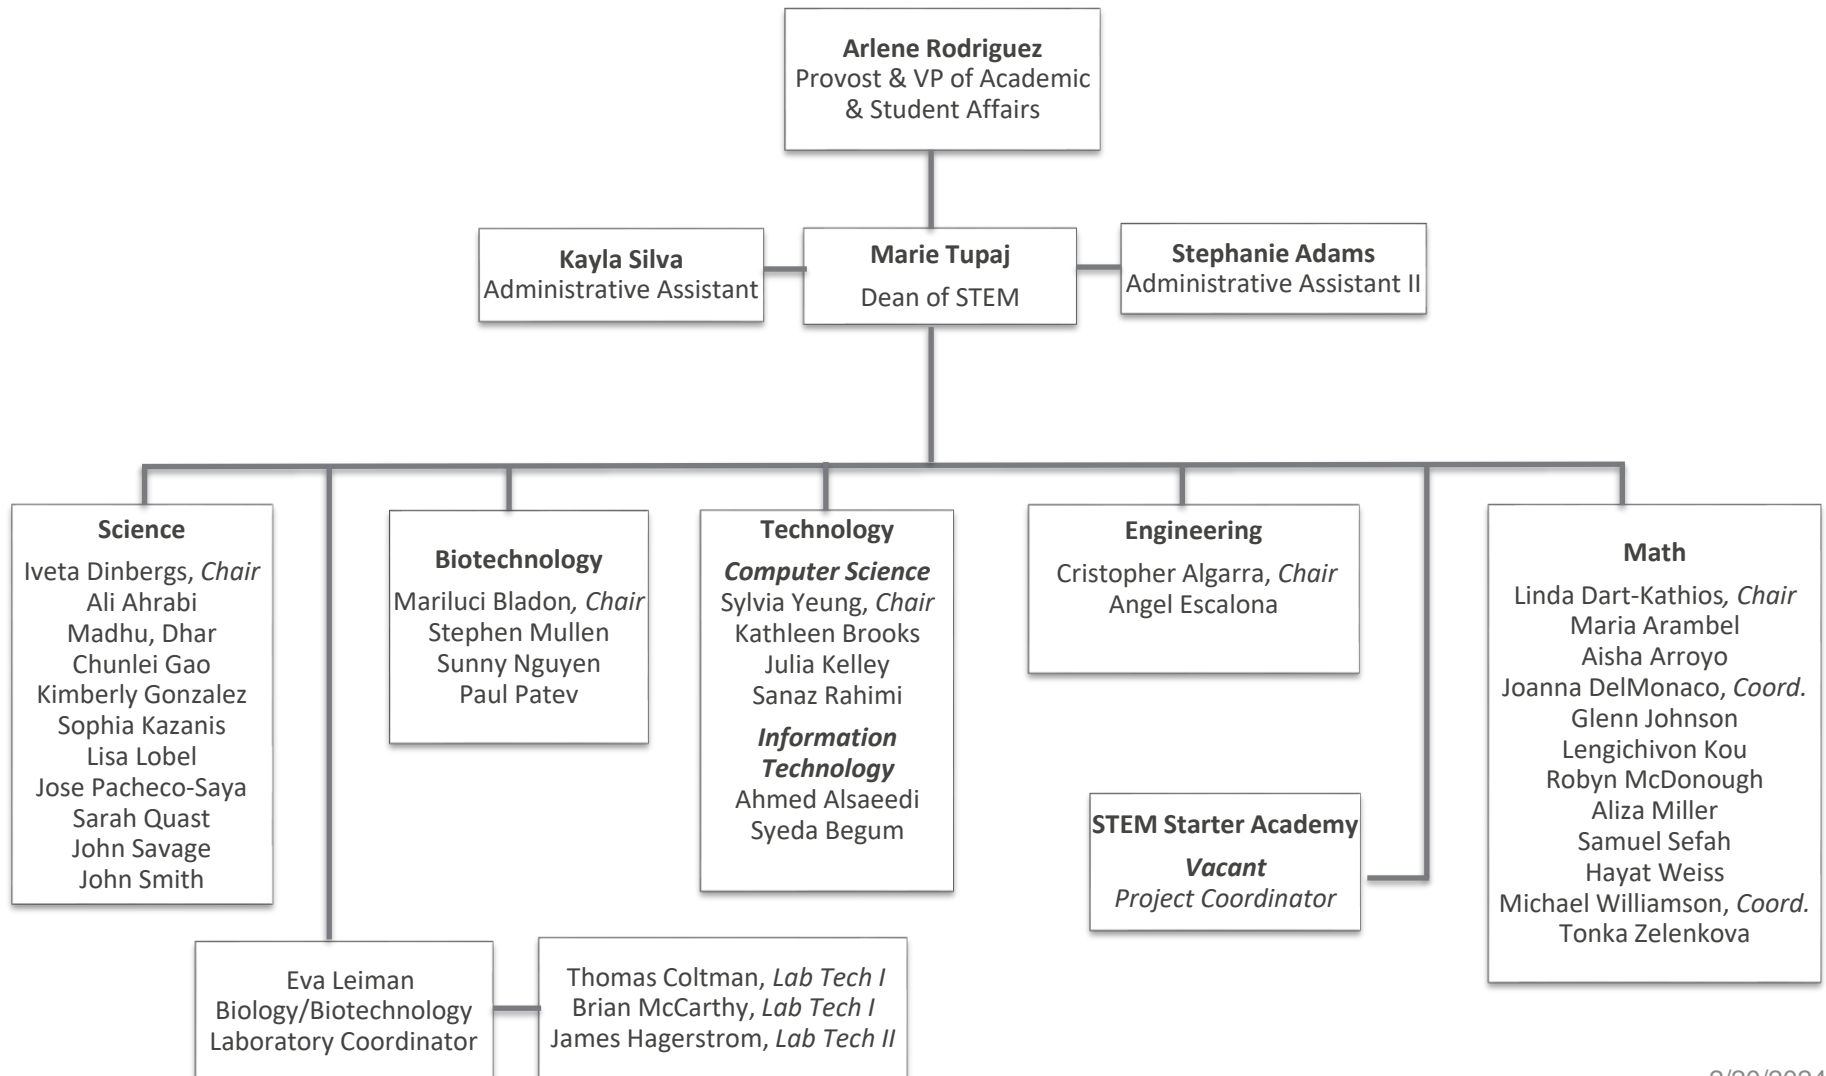 Arlene Rodriguez
Provost & VP of Academic
& Student Affairs
Kayla Silva
Administrative Assistant
Marie Tupaj
Dean of STEM
Stephanie Adams
Administrative Assistant II
Science
Iveta Dinbergs, Chair
Ali Ahrabi
Madhu, Dhar
Chunlei Gao
Kimberly Gonzalez
Sophia Kazanis
Lisa Lobel
Jose Pacheco-Saya
Sarah Quast
John Savage
John Smith
Biotechnology
Mariluci Bladon, Chair
Stephen Mullen
Sunny Nguyen
Paul Patev
Technology
Computer Science
Sylvia Yeung, Chair
Kathleen Brooks
Julia Kelley
Sanaz Rahimi
Information
Technology
Ahmed Alsaeedi
Syeda Begum
Engineering
Cristopher Algarra, Chair
Angel Escalona
STEM Starter Academy
Vacant
Project Coordinator
Math
Linda Dart-Kathios, Chair
Maria Arambel
Aisha Arroyo
Joanna DelMonaco, Coord.
Glenn Johnson
Lengichivon Kou
Robyn McDonough
Aliza Miller
Samuel Sefah
Hayat Weiss
Michael Williamson, Coord.
Tonka Zelenkova
Eva Leiman
Biology/Biotechnology
Laboratory Coordinator
Thomas Coltman, Lab Tech I
Brian McCarthy, Lab Tech I
James Hagerstrom, Lab Tech II